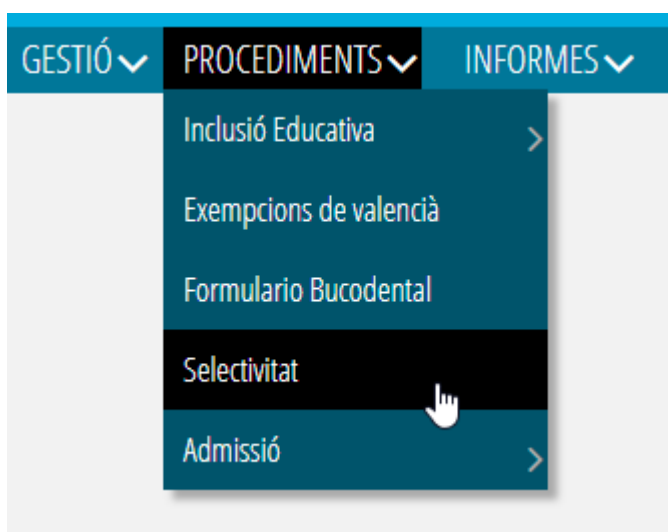 GESTIÓ PROCEDIMENTS INFORMES
Inclusió Educativa
Exempcions de valencià
Formulario Bucodental
Selectivitat
Admissió